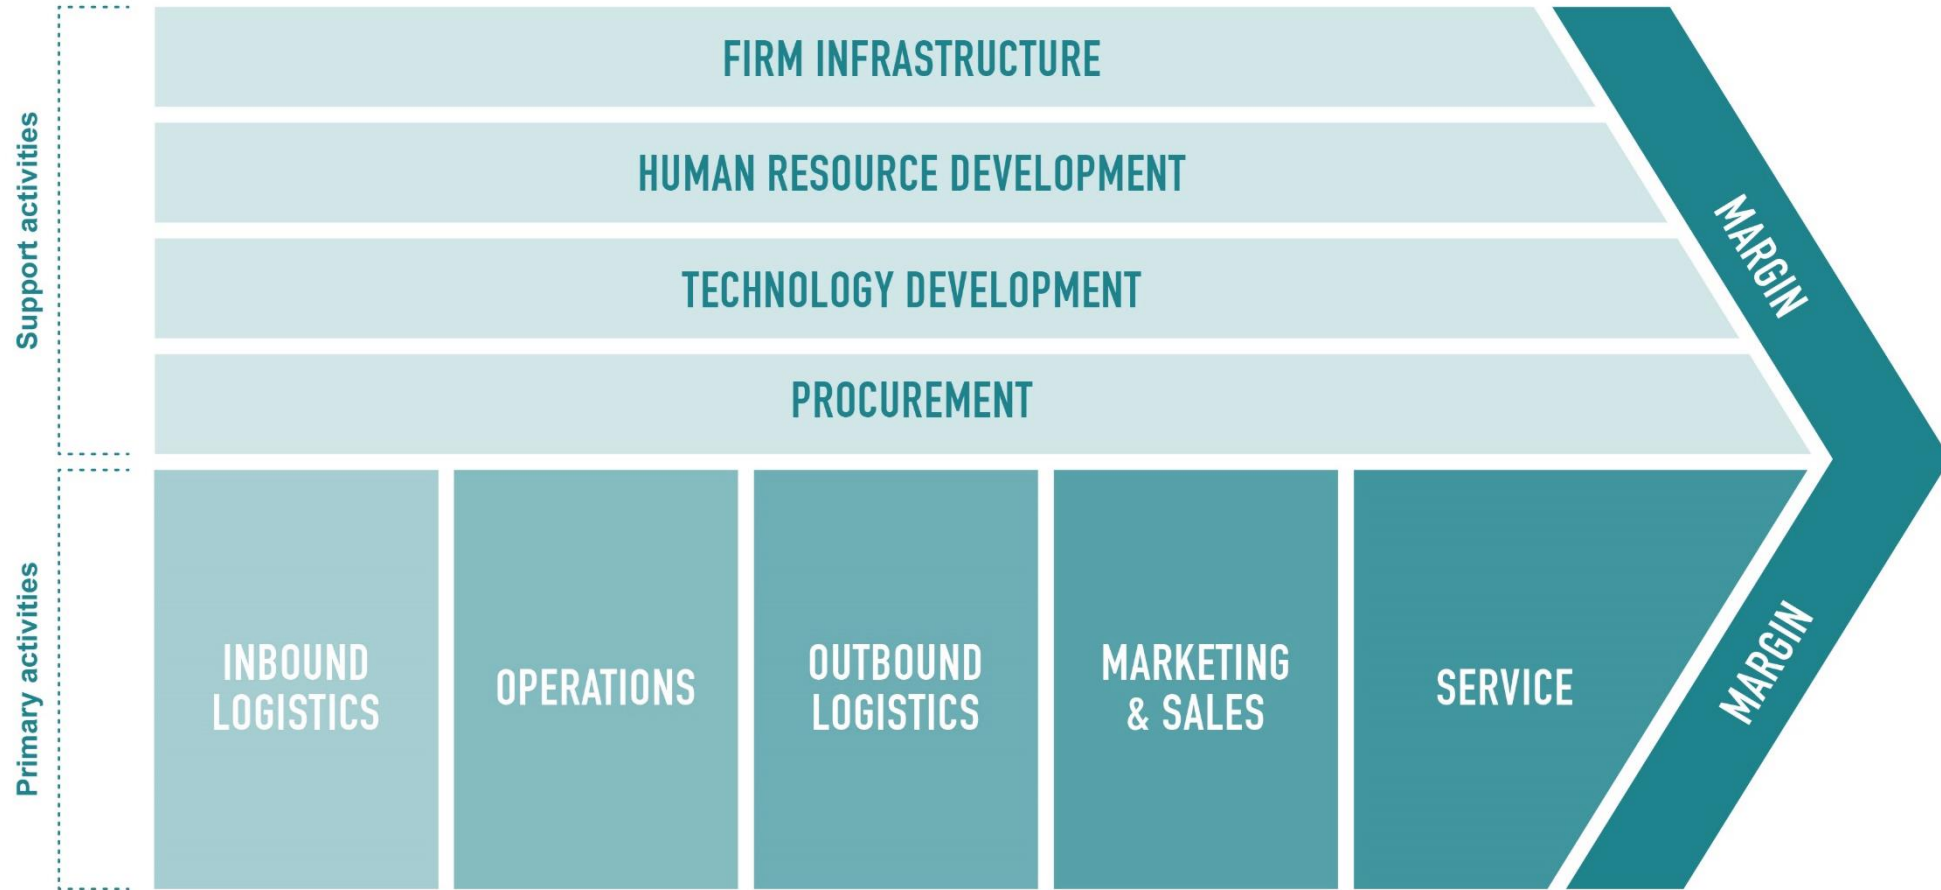 Support activities
FIRM INFRASTRUCTURE
HUMAN RESOURCE DEVELOPMENT
TECHNOLOGY DEVELOPMENT
PROCUREMENT
MARGIN
Primary activities
INBOUND
LOGISTICS
OPERATIONS
OUTBOUND
LOGISTICS
MARKETING
& SALES
SERVICE
MARGIN